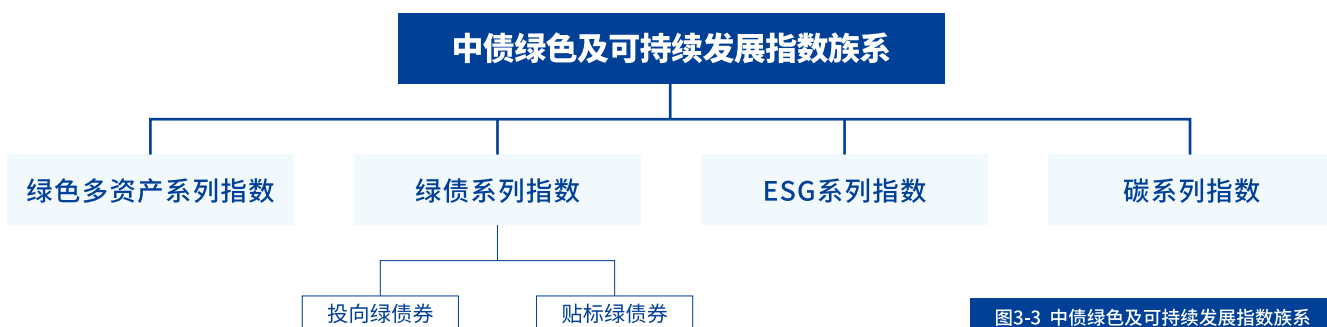 中债绿色及可持续发展指数族系
绿色多资产系列指数
绿债系列指数
ESG系列指数
碳系列指数
投向绿债券
贴标绿债券
图3-3 中债绿色及可持续发展指数族系